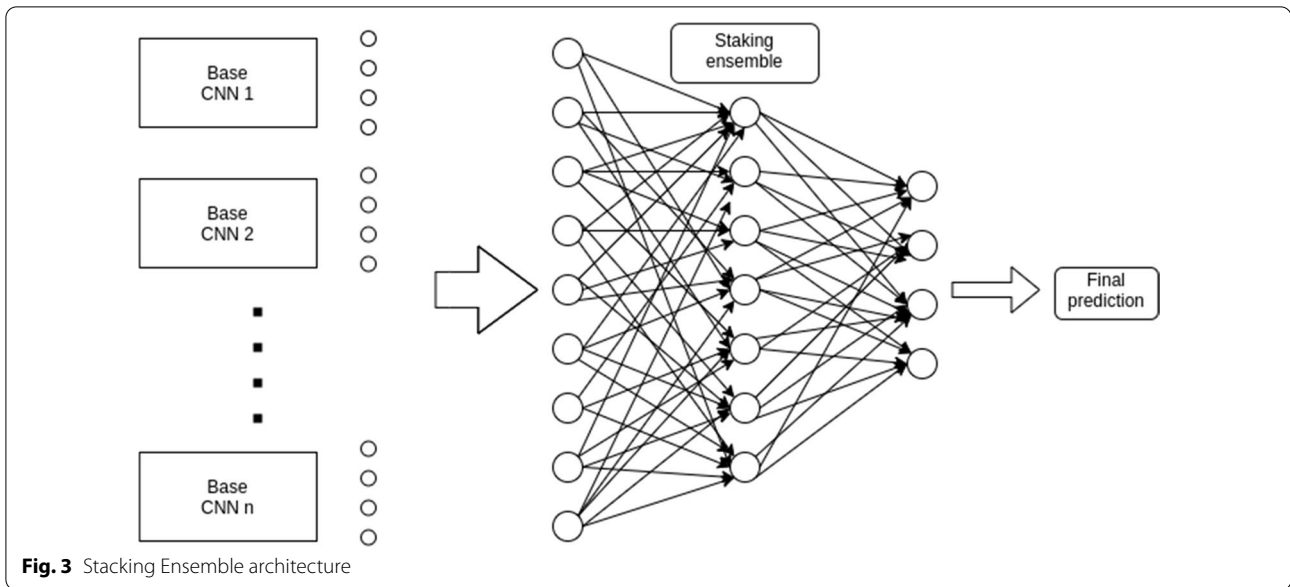 Base
CNN 1
Base
CNN 2
Base
CNN n
Staking
ensemble
Final
prediction
Fig. 3 Stacking Ensemble architecture